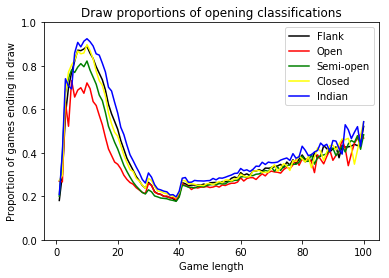 Draw proportions of opening classifications
Proportion of games ending in draw
1.0
0.8
0.6
0.4
0.2
0.0
Flank
Open
Semi-open
Closed
Indian
0 20 40 60 80 100
Game length